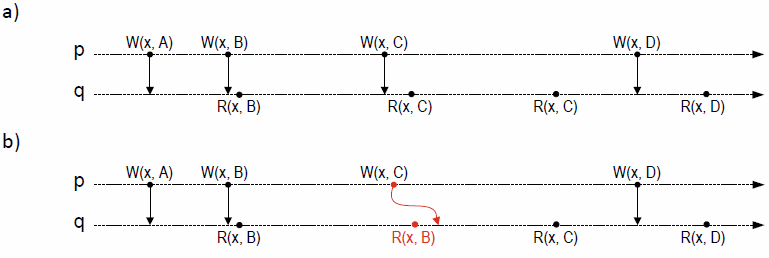 a)
W(x, A) W(x, B) W(x, C) W(x, D)
p
q
R(x, B) R(x, C) R(x, C) R(x, D)
b)
W(x, A) W(x, B) W(x, C) W(x, D)
p
q
R(x, B) R(x, B) R(x, C) R(x, D)